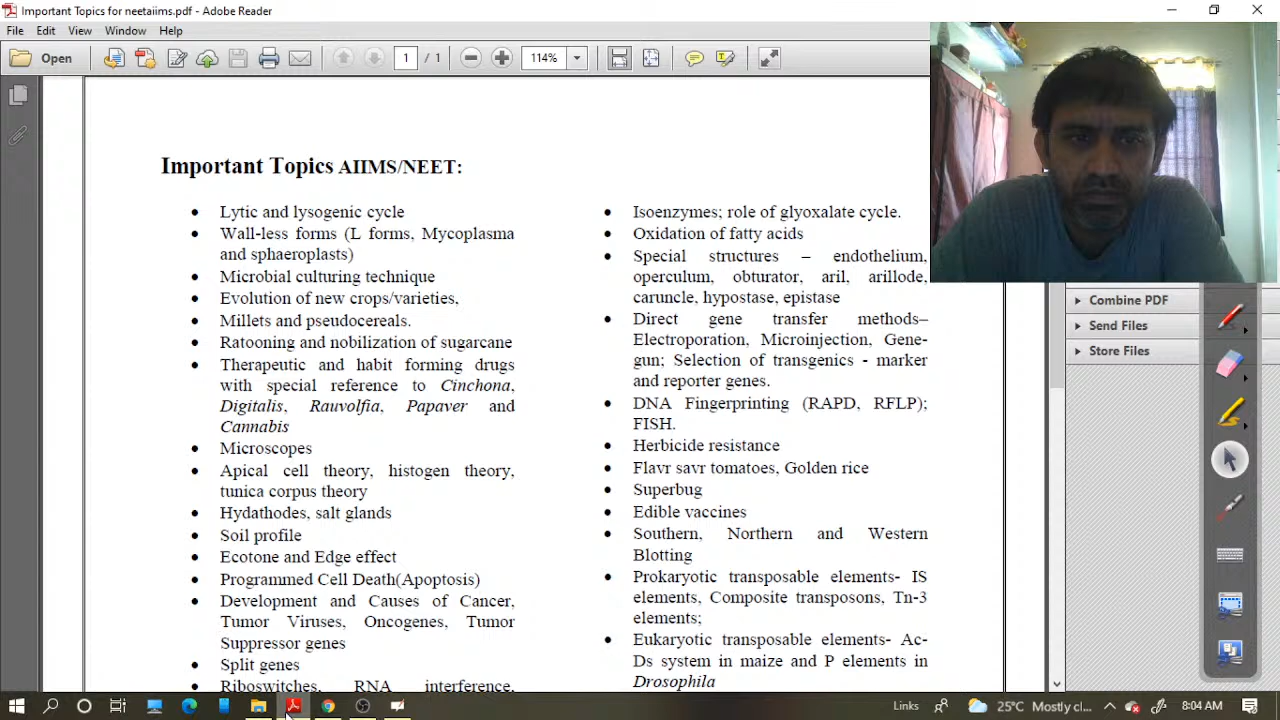 Important Topics for neetaiims.pdf - Adobe Reader
File Edit View Window Help
Open 1 / 1 114%
Important Topics AIIMS/NEET:
Lytic and lysogenic cycle
Wall-less forms (L forms, Mycoplasma
and sphaeroplasts)
Microbial culturing technique
Evolution of new crops/varieties,
Millets and pseudocereals.
Ratooning and nobilization of sugarcane
Therapeutic and habit forming drugs
with special reference to Cinchona,
Digitalis, Rauvolfia, Papaver and
Cannabis
Microscopes
Apical cell theory, histogen theory,
tunica corpus theory
Hydathodes, salt glands
Soil profile
Ecotone and Edge effect
Programmed Cell Death(Apoptosis)
Development and Causes of Cancer,
Tumor Viruses, Oncogenes, Tumor
Suppressor genes
Split genes
Riboswitches, RNA interference,
Isoenzymes; role of glyoxalate cycle.
Oxidation of fatty acids
Special structures – endothelium,
operculum, obturator, aril, arillode,
caruncle, hypostase, epistase
Direct gene transfer methods–
Electroporation, Microinjection, Gene-
gun; Selection of transgenics - marker
and reporter genes.
DNA Fingerprinting (RAPD, RFLP);
FISH.
Herbicide resistance
Flavr savr tomatoes, Golden rice
Superbug
Edible vaccines
Southern, Northern and Western
Blotting
Prokaryotic transposable elements- IS
elements, Composite transposons, Tn-3
elements;
Eukaryotic transposable elements- Ac-
Ds system in maize and P elements in
Drosophila
Combine PDF
Send Files
Store Files
Links 25°C Mostly cl... 8:04 AM